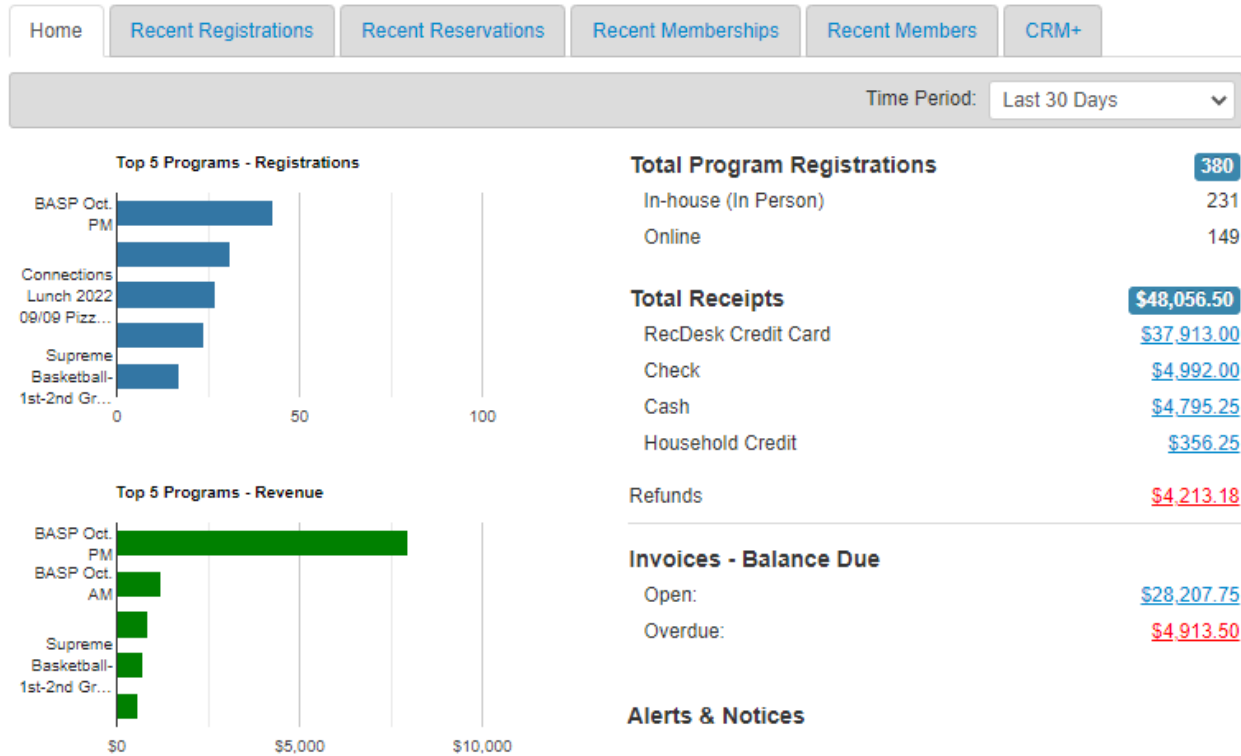 Home
Recent Registrations
Recent Reservations
Recent Memberships
Recent Members
CRM+
Time Period:
Last 30 Days
Top 5 Programs - Registrations
BASP Oct.
PM
Connections
Lunch 2022
09/09 Pizz...
Supreme
Basketball-
1st-2nd Gr...
0
50
100
Top 5 Programs - Revenue
BASP Oct.
PM
BASP Oct.
AM
Supreme
Basketball-
1st-2nd Gr...
$0
$5,000
$10,000
Total Program Registrations 380
In-house (In Person) 231
Online 149
Total Receipts $48,056.50
RecDesk Credit Card $37,913.00
Check $4,992.00
Cash $4,795.25
Household Credit $356.25
Refunds $4,213.18
Invoices - Balance Due
Open: $28,207.75
Overdue: $4,913.50
Alerts & Notices